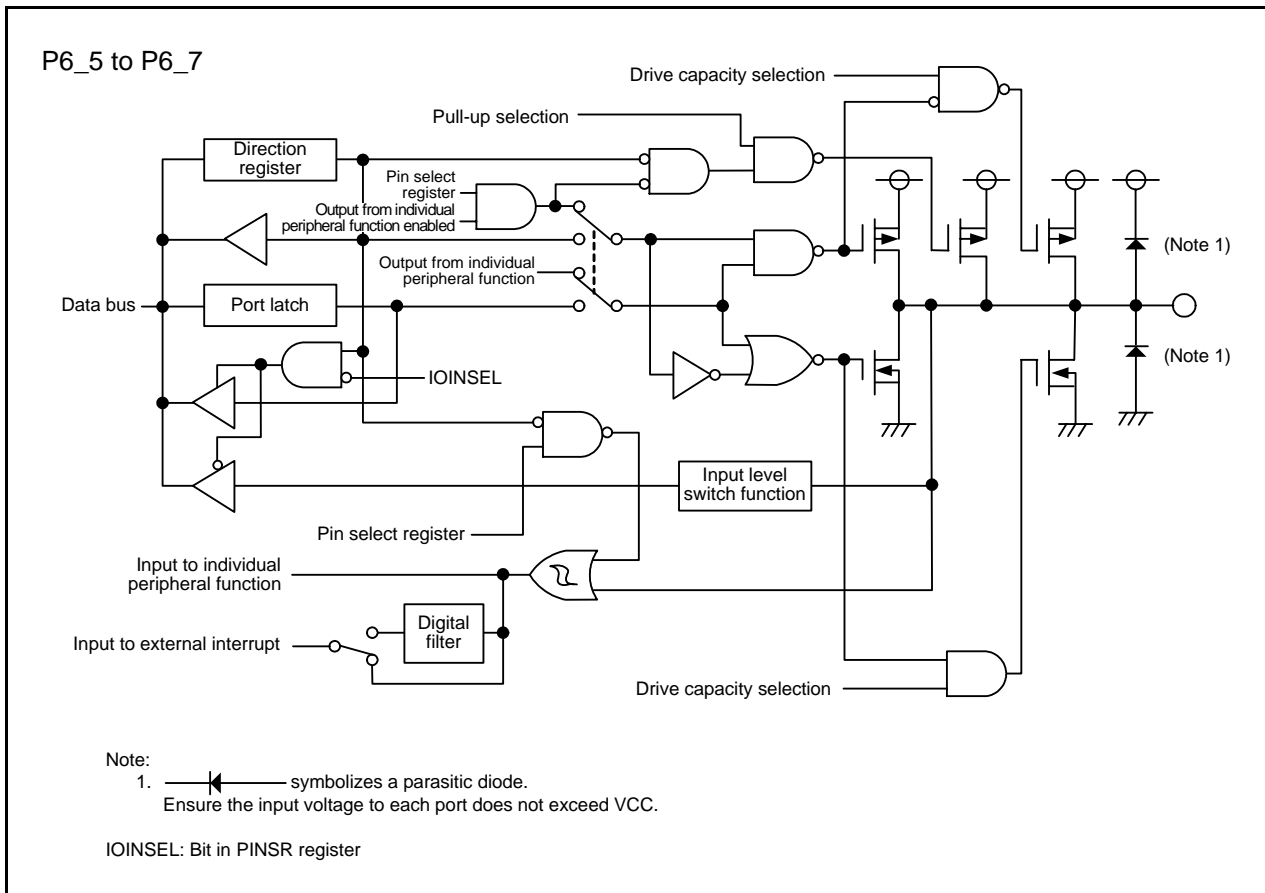 P6_5 to P6_7
Drive capacity selection
Pull-up selection
Direction
register
Pin select
register
Output from individual
peripheral function enabled
(Note 1)
Output from individual
peripheral function
Data bus
Port latch
(Note 1)
IOINSEL
Input level
switch function
Pin select register
Input to individual
peripheral function
Digital
filter
Input to external interrupt
Drive capacity selection
Note:
1. symbolizes a parasitic diode.
Ensure the input voltage to each port does not exceed VCC.
IOINSEL: Bit in PINSR register